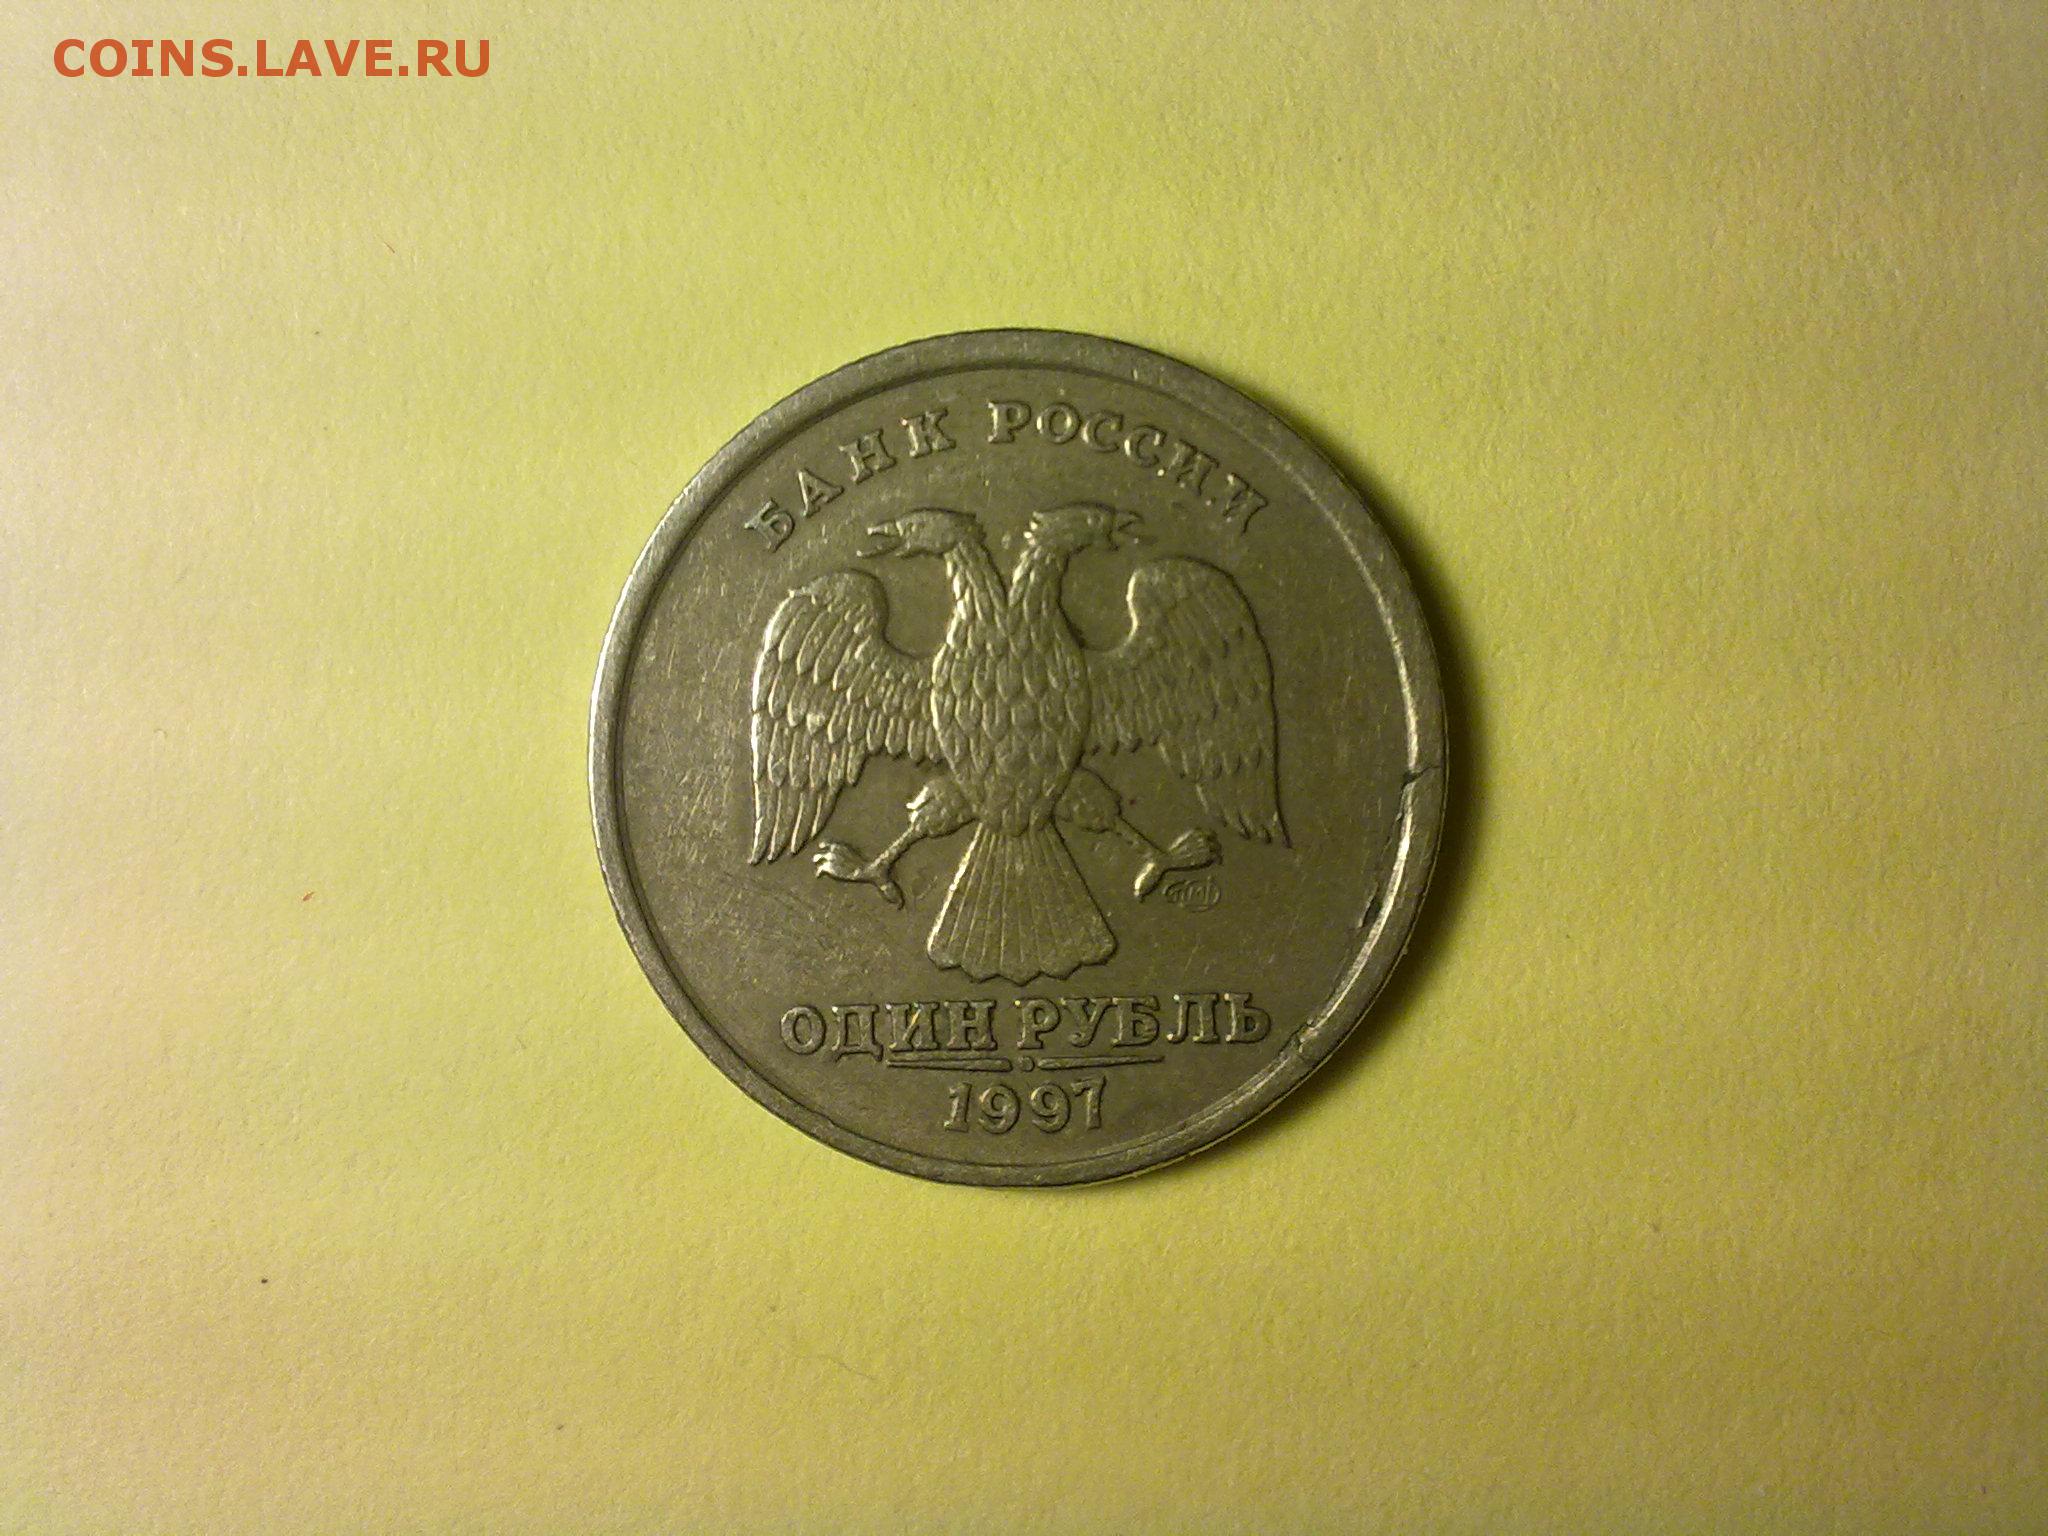 COINS.LAVE.RU
БАНК РОССИИ
ОДИН РУБЛЬ
1997